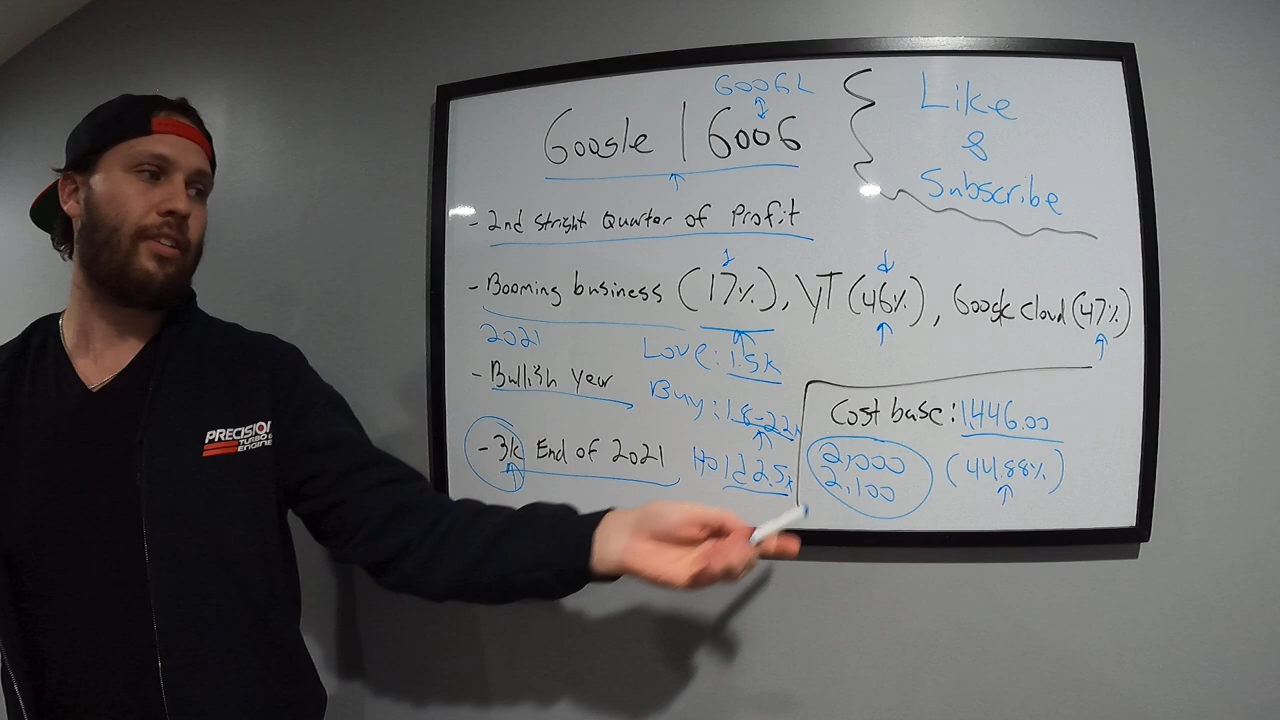 GOOGL
Google | GOOG
Like
&
Subscribe
- 2nd stright Quarter of Profit
- Booming business (17%), YT (46%), Google cloud (47%)
2021
Love: 1.5k
- Bullish year
Buy: 1.8-2.2k
- 3k End of 2021
Hold 2.5k
Cost base: 1,446.00
2,000
2,100
(44.88%)
PRECISION
TURBO &
ENGINE